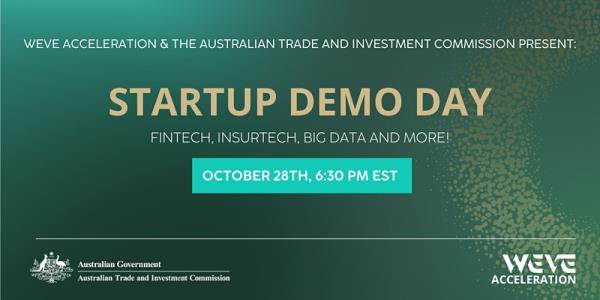 WEVE ACCELERATION & THE AUSTRALIAN TRADE AND INVESTMENT COMMISSION PRESENT:
STARTUP DEMO DAY
FINTECH, INSURTECH, BIG DATA AND MORE!
OCTOBER 28TH, 6:30 PM EST
Australian Government
Australian Trade and Investment Commission
WEVE
ACCELERATION